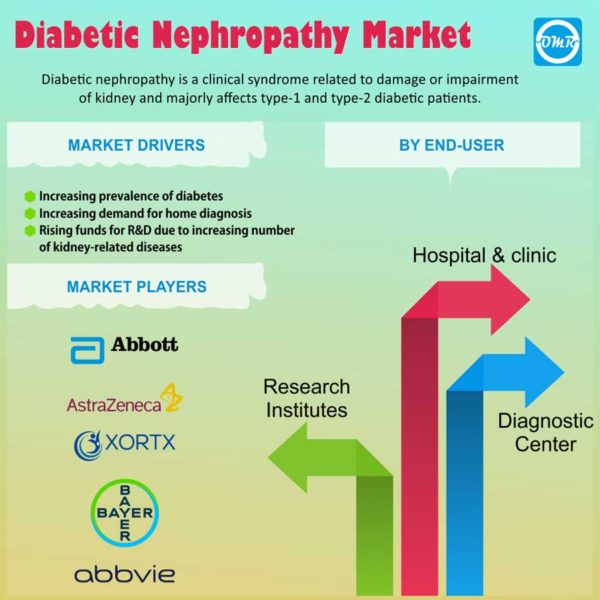 Diabetic Nephropathy Market
OMR
Diabetic nephropathy is a clinical syndrome related to damage or impairment
of kidney and majorly affects type-1 and type-2 diabetic patients.
MARKET DRIVERS
Increasing prevalence of diabetes
Increasing demand for home diagnosis
Rising funds for R&D due to increasing number
of kidney-related diseases
MARKET PLAYERS
Abbott
AstraZeneca
XORTX
BAYER
BAYER
abbvie
BY END-USER
Hospital & clinic
Research
Institutes
Diagnostic
Center